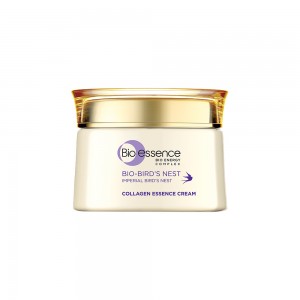 Bio essence
BIO ENERGY
COMPLEX
BIO-BIRD'S NEST
IMPERIAL BIRD'S NEST
COLLAGEN ESSENCE CREAM